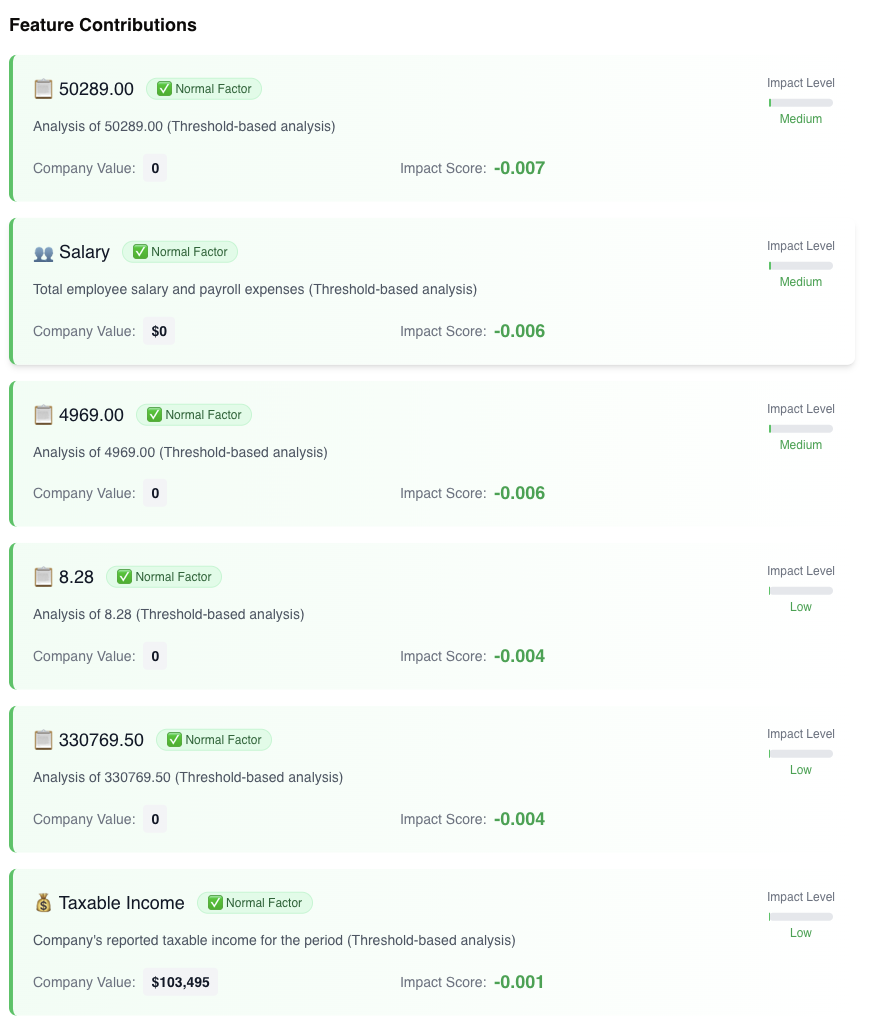 Feature Contributions
50289.00 Normal Factor
Impact Level
Medium
Analysis of 50289.00 (Threshold-based analysis)
Company Value: 0 Impact Score: -0.007
Salary Normal Factor
Impact Level
Medium
Total employee salary and payroll expenses (Threshold-based analysis)
Company Value: $0 Impact Score: -0.006
4969.00 Normal Factor
Impact Level
Medium
Analysis of 4969.00 (Threshold-based analysis)
Company Value: 0 Impact Score: -0.006
8.28 Normal Factor
Impact Level
Low
Analysis of 8.28 (Threshold-based analysis)
Company Value: 0 Impact Score: -0.004
330769.50 Normal Factor
Impact Level
Low
Analysis of 330769.50 (Threshold-based analysis)
Company Value: 0 Impact Score: -0.004
Taxable Income Normal Factor
Impact Level
Low
Company's reported taxable income for the period (Threshold-based analysis)
Company Value: $103,495 Impact Score: -0.001